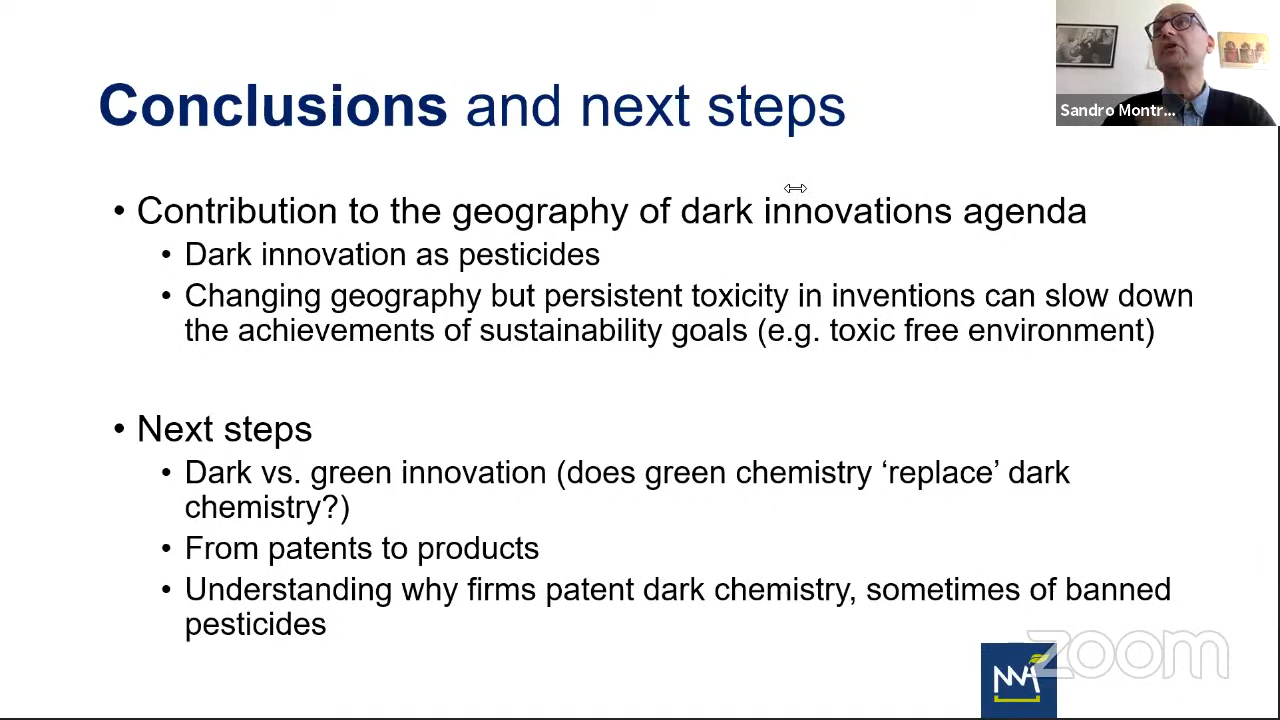 Conclusions and next steps
Sandro Montr...
• Contribution to the geography of dark innovations agenda
• Dark innovation as pesticides
• Changing geography but persistent toxicity in inventions can slow down
the achievements of sustainability goals (e.g. toxic free environment)
• Next steps
• Dark vs. green innovation (does green chemistry ‘replace’ dark
chemistry?)
• From patents to products
• Understanding why firms patent dark chemistry, sometimes of banned
pesticides
zoom